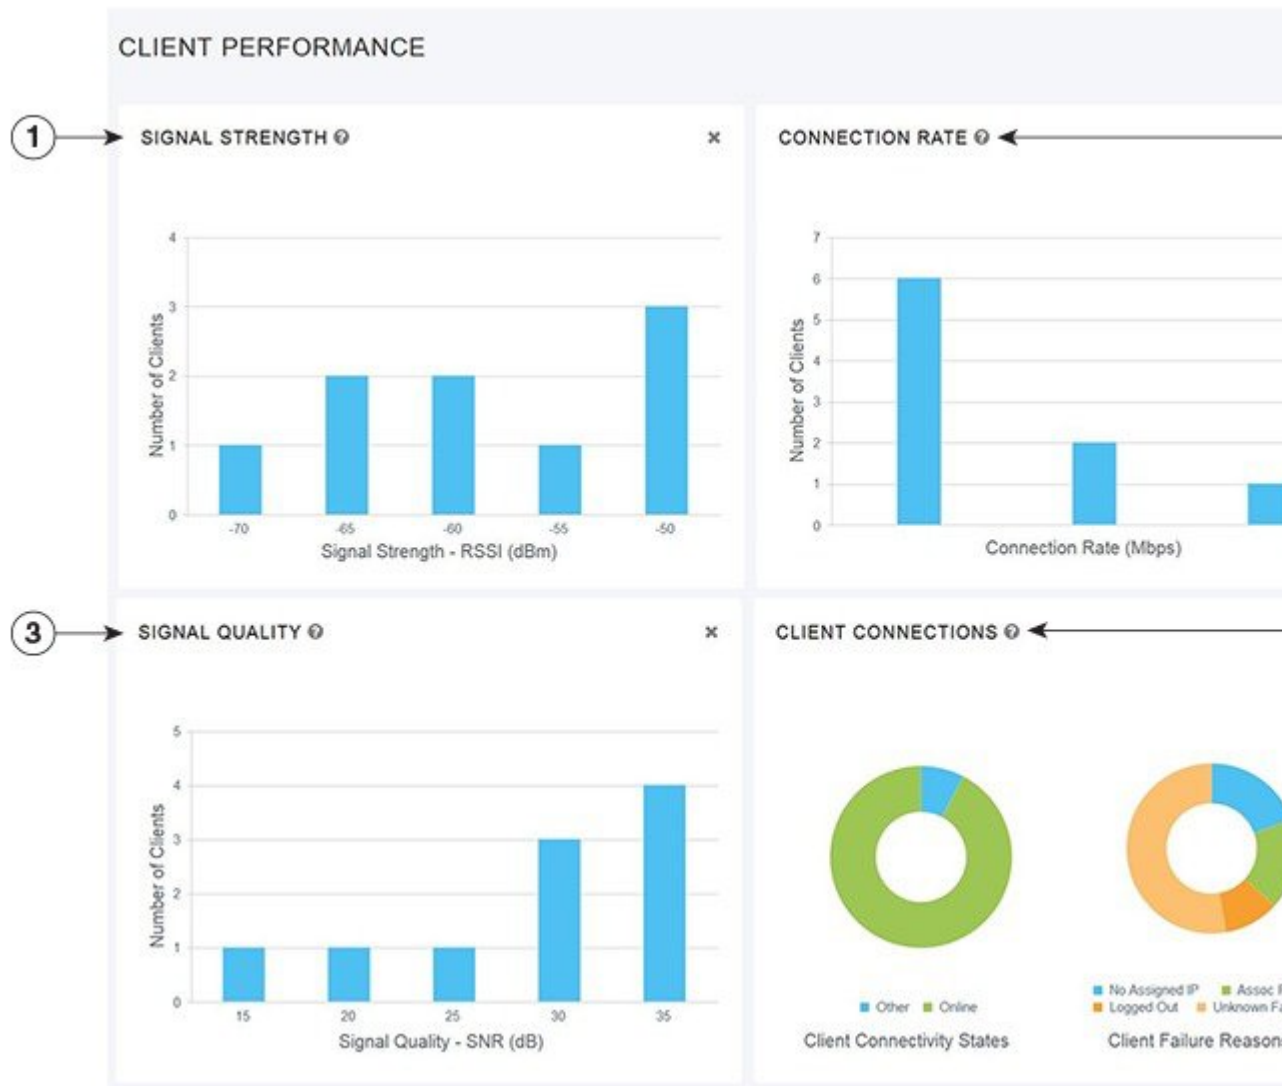 CLIENT PERFORMANCE
1
SIGNAL STRENGTH
Number of Clients
4
3
2
1
0
-70 -65 -60 -55 -50
Signal Strength - RSSI (dBm)
CONNECTION RATE
Number of Clients
7
6
5
4
3
2
1
0
Connection Rate (Mbps)
3
SIGNAL QUALITY
Number of Clients
5
4
3
2
1
0
15 20 25 30 35
Signal Quality - SNR (dB)
CLIENT CONNECTIONS
Other Online
Client Connectivity States
No Assigned IP Assoc
Logged Out Unknown
Client Failure Reason